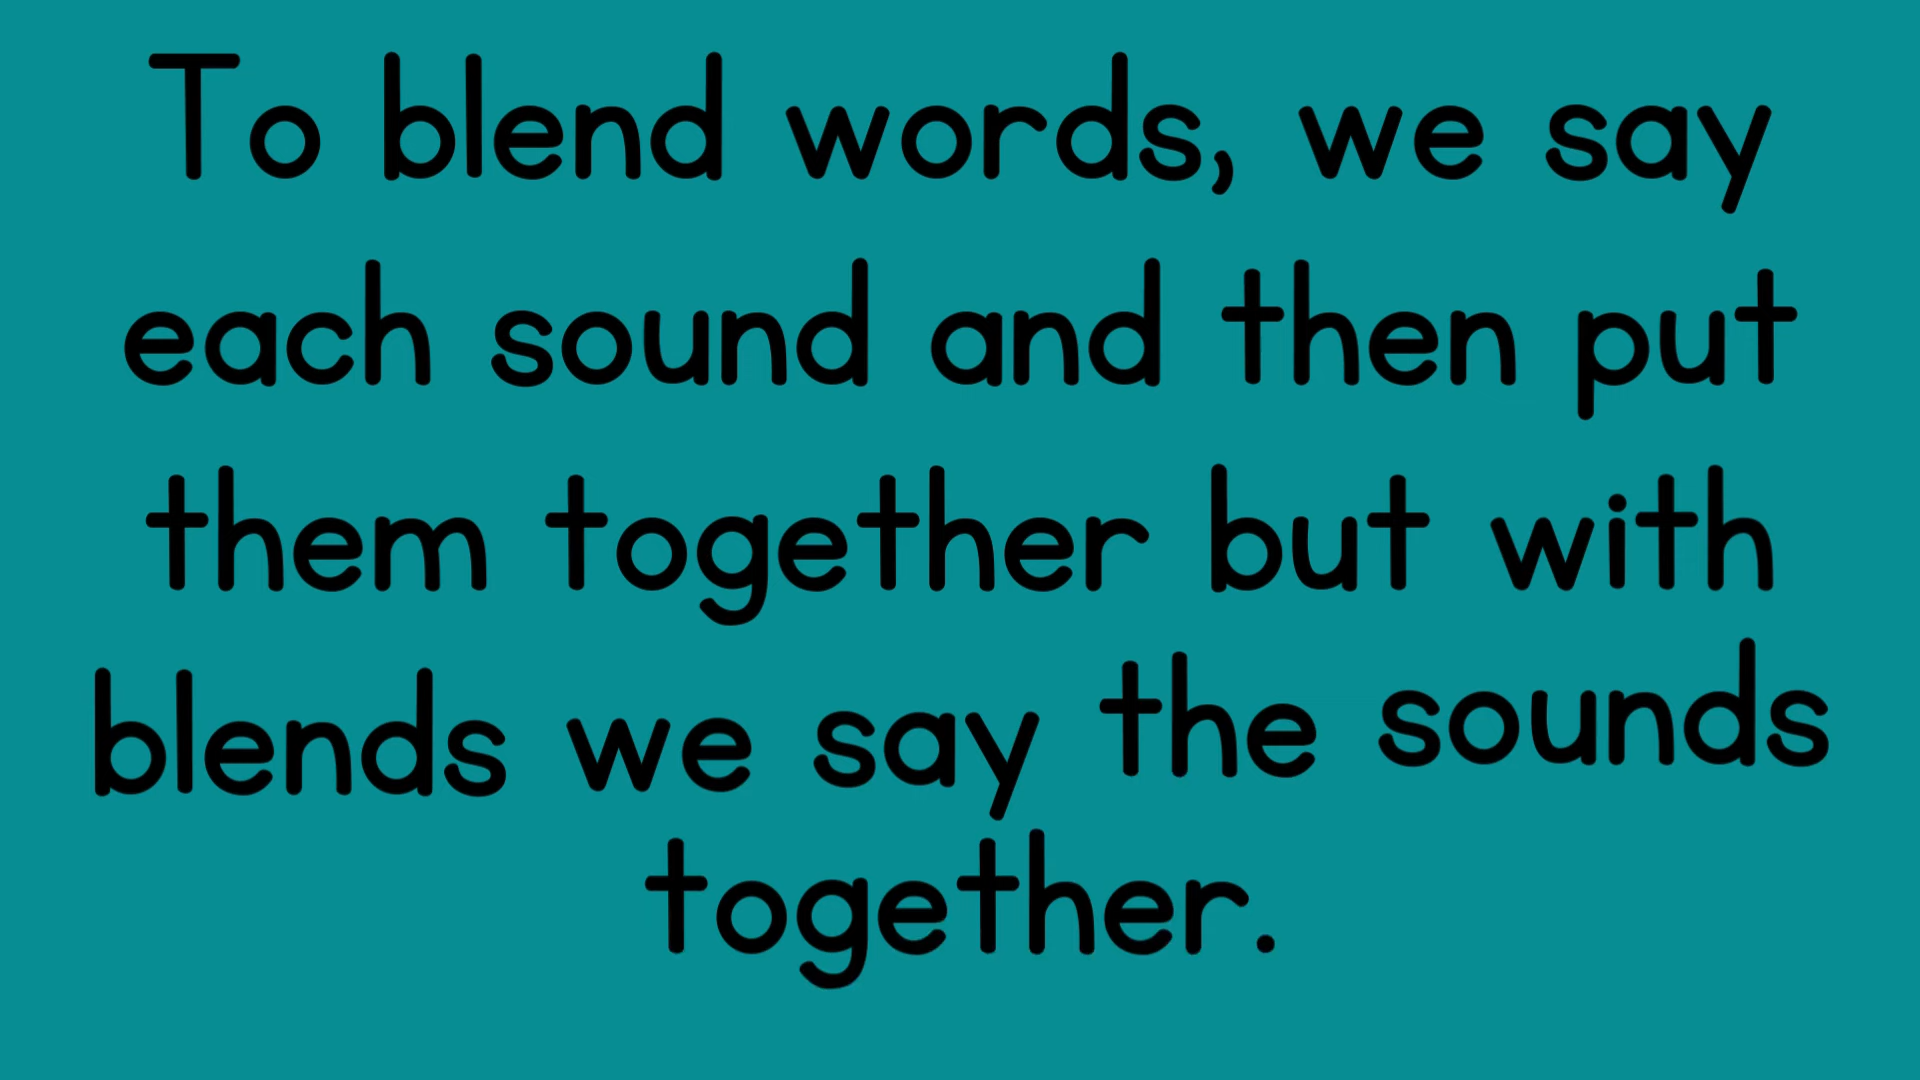 To blend words, we say
each sound and then put
them together but with
blends we say the sounds
together.